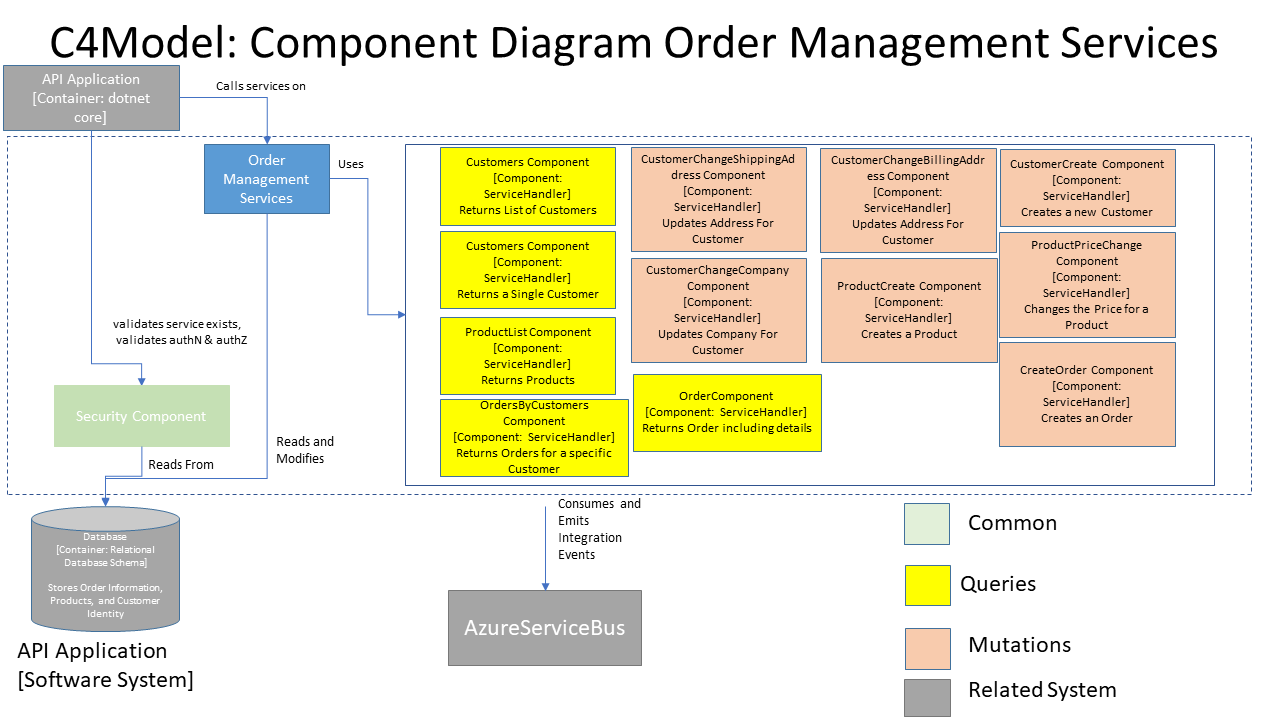 C4Model: Component Diagram Order Management Services
API Application
[Container: dotnet
core]
Calls services on
Order
Management
Services
Uses
Customers Component
[Component:
ServiceHandler]
Returns List of Customers
Customers Component
[Component:
ServiceHandler]
Returns a Single Customer
ProductList Component
[Component:
ServiceHandler]
Returns Products
OrdersByCustomers
Component
[Component: ServiceHandler]
Returns Orders for a specific
Customer
CustomerChangeShippingAd
dress Component
[Component:
ServiceHandler]
Updates Address For
Customer
CustomerChangeCompany
Component
[Component:
ServiceHandler]
Updates Company For
Customer
OrderComponent
[Component: ServiceHandler]
Returns Order including details
CustomerChangeBillingAddr
ess Component
[Component:
ServiceHandler]
Updates Address For
Customer
ProductCreate Component
[Component:
ServiceHandler]
Creates a Product
CustomerCreate Component
[Component:
ServiceHandler]
Creates a new Customer
ProductPriceChange
Component
[Component:
ServiceHandler]
Changes the Price for a
Product
CreateOrder Component
[Component:
ServiceHandler]
Creates an Order
validates service exists,
validates authN & authZ
Security Component
Reads From
Reads and
Modifies
Database
[Container: Relational
Database Schema]
Stores Order Information,
Products, and Customer
Identity
API Application
[Software System]
Consumes and
Emits
Integration
Events
AzureServiceBus
Common
Queries
Mutations
Related System